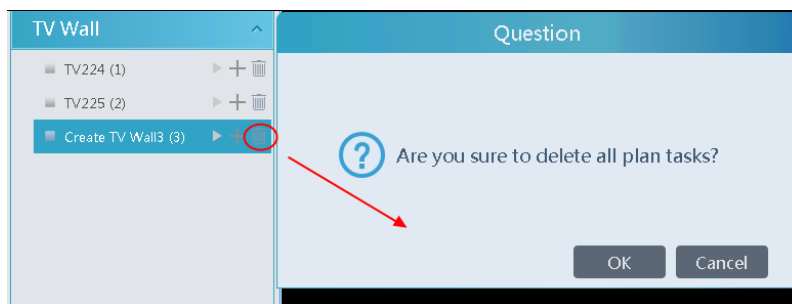 TV Wall
TV224 (1)
TV225 (2)
Create TV Wall3 (3)
Question
Are you sure to delete all plan tasks?
OK
Cancel